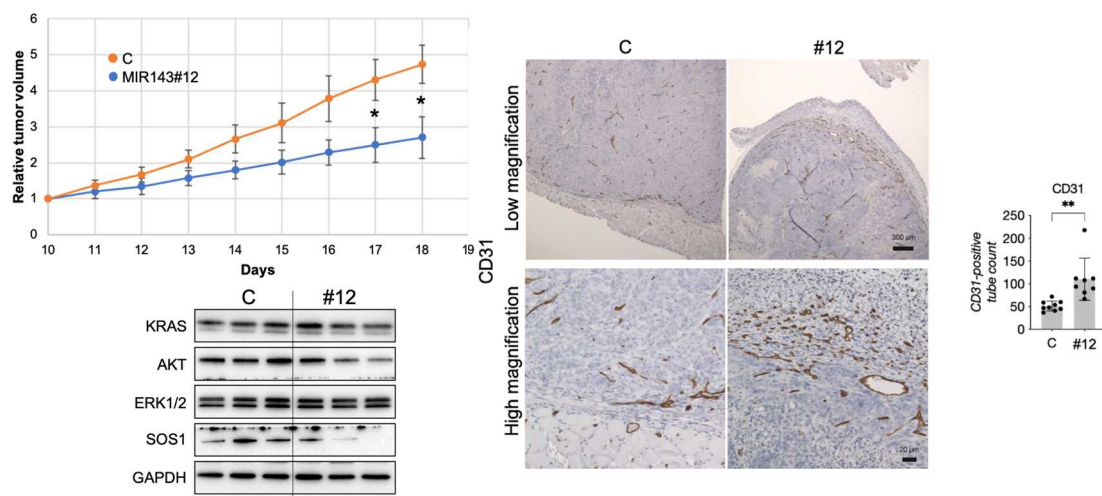 6
5
4
3
2
1
0
Relative tumor volume
C
MIR143#12
*
*
10 11 12 13 14 15 16 17 18 19
Days
C #12
KRAS
AKT
ERK1/2
SOS1
GAPDH
CD31
C #12
Low magnification
300 µm
High magnification
20 µm
CD31
**
250
200
150
100
50
0
CD31-positive
tube count
C #12